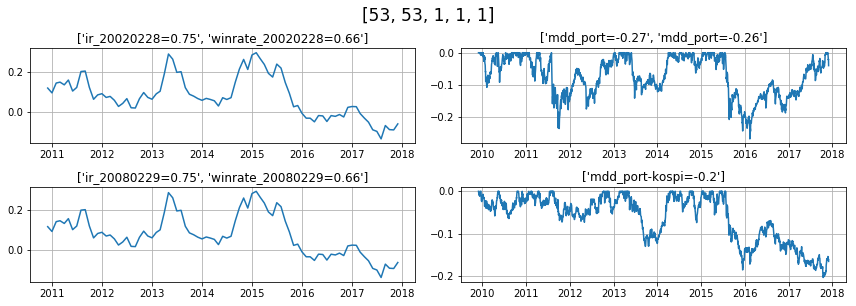 [53, 53, 1, 1, 1]
['ir_20020228=0.75', 'winrate_20020228=0.66']
0.2
0.0
2011 2012 2013 2014 2015 2016 2017 2018
['mdd_port=-0.27', 'mdd_port=-0.26']
0.0
−0.1
−0.2
2010 2011 2012 2013 2014 2015 2016 2017 2018
['ir_20080229=0.75', 'winrate_20080229=0.66']
0.2
0.0
2011 2012 2013 2014 2015 2016 2017 2018
['mdd_port-kospi=-0.2']
0.0
−0.1
−0.2
2010 2011 2012 2013 2014 2015 2016 2017 2018